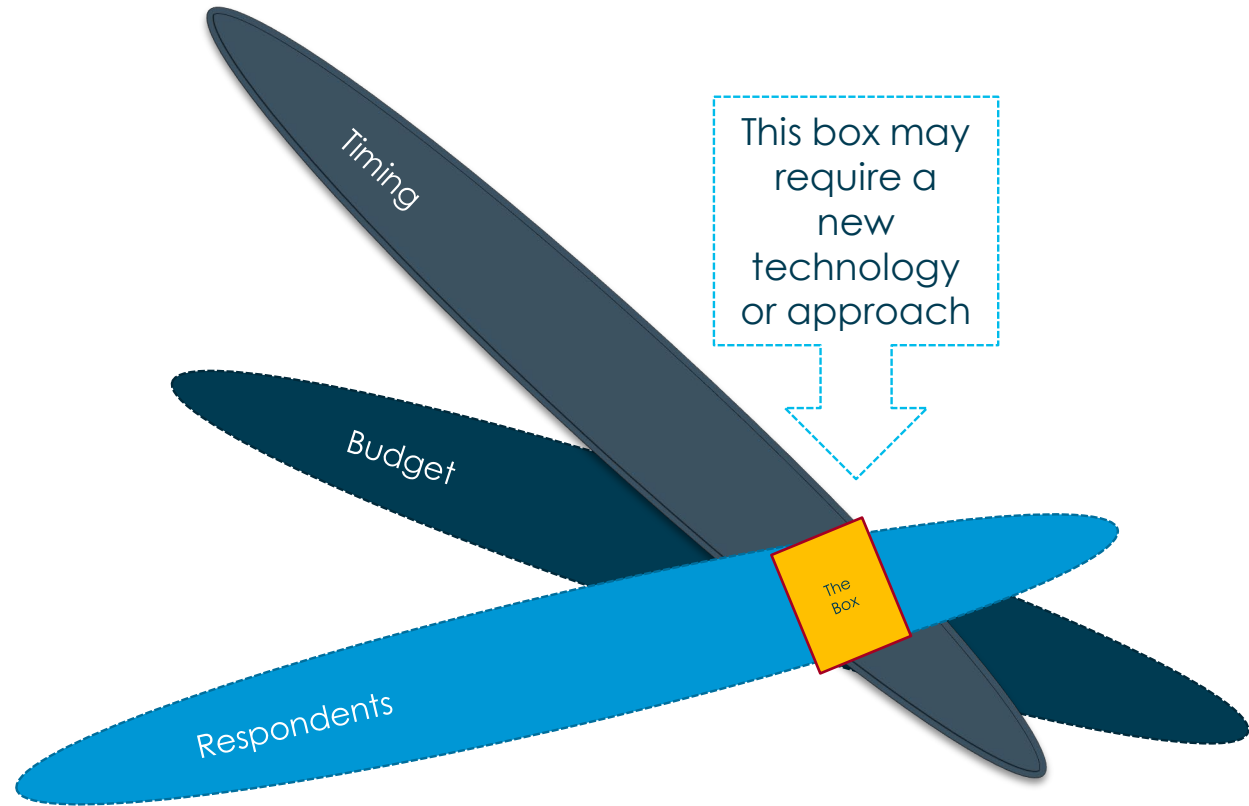 Timing
This box may
require a
new
technology
or approach
Budget
The
Box
Respondents